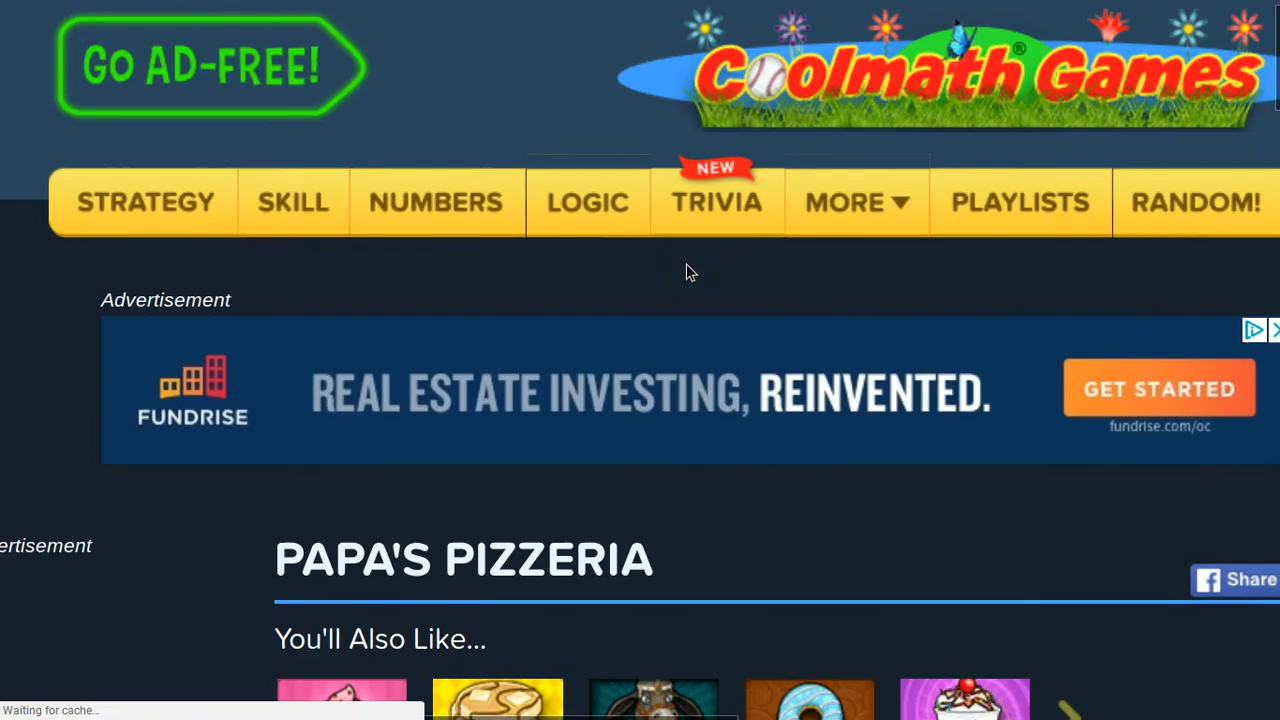 GO AD-FREE!
Coolmath Games®
NEW
STRATEGY
SKILL
NUMBERS
LOGIC
TRIVIA
MORE
PLAYLISTS
RANDOM!
Advertisement
FUNDRISE
REAL ESTATE INVESTING, REINVENTED.
GET STARTED
fundrise.com/oc
ertisement
PAPA'S PIZZERIA
Share
You'll Also Like...
Waiting for cache...